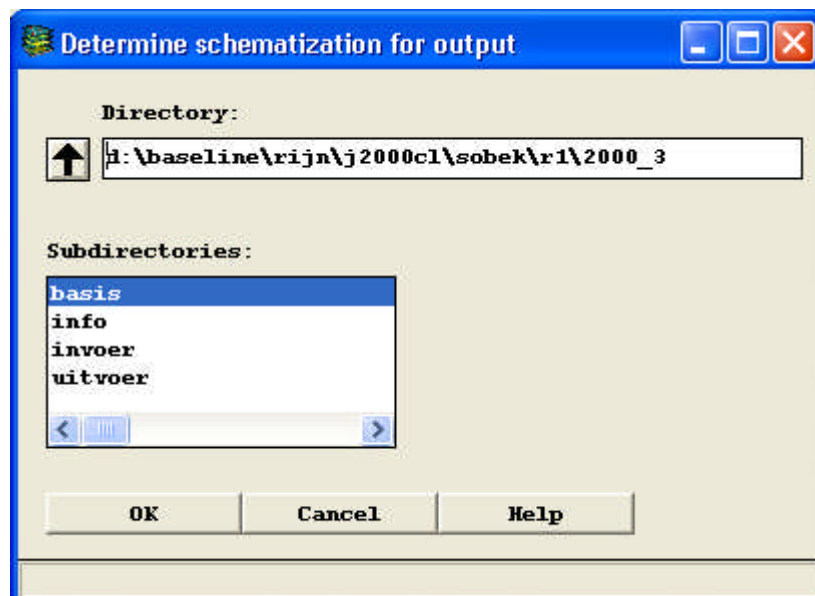 Determine schematization for output
Directory:
d:\baseline\rijn\j2000cl\sobek\r1\2000_3
Subdirectories:
basis
info
invoer
uitvoer
OK
Cancel
Help